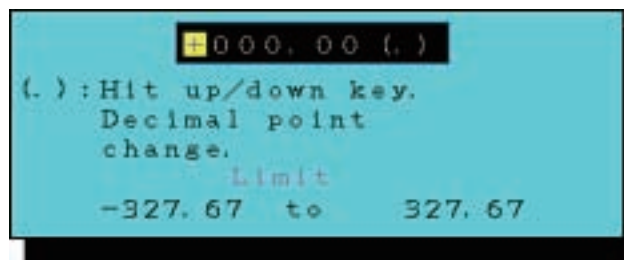 +000.00 (.)
(.):Hit up/down key.
Decimal point
change.
Limit
-327.67 to 327.67